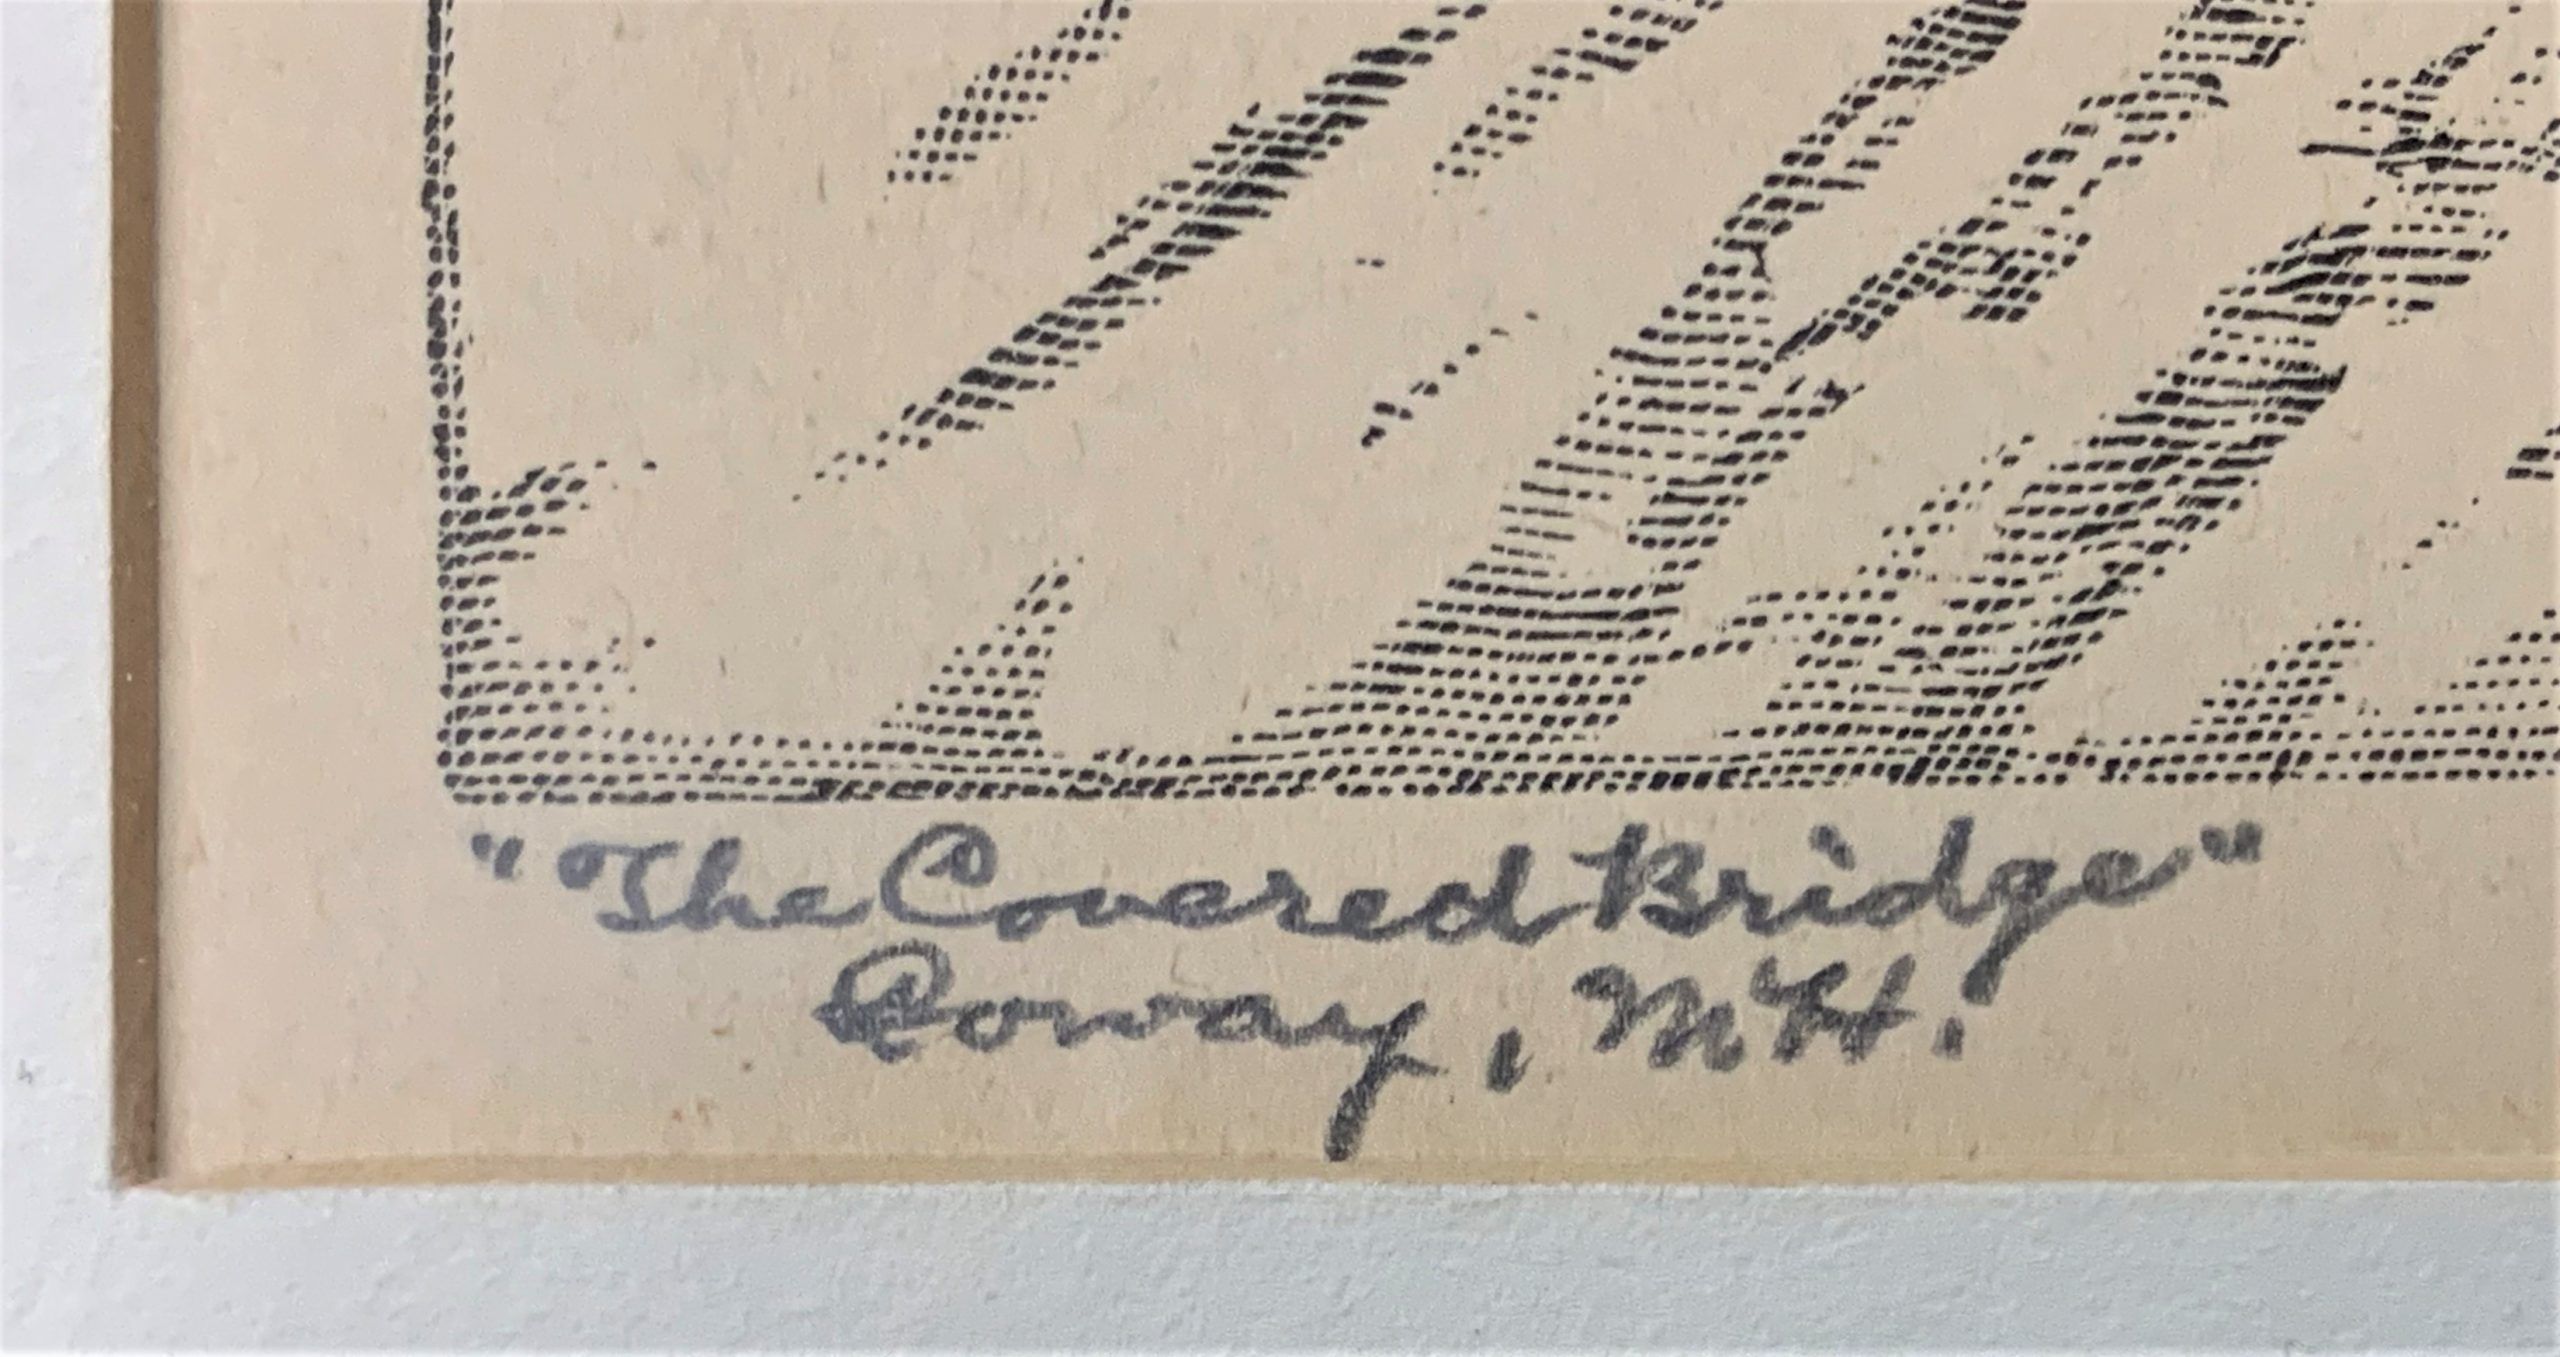 "The Covered Bridge"
Conway, N.H.